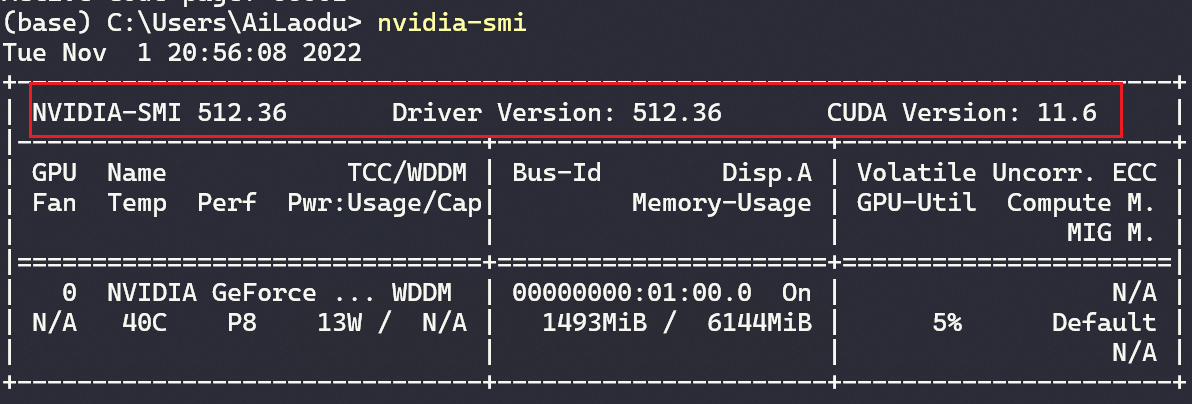 (base) C:\Users\AiLaodu> nvidia-smi
Tue Nov  1 20:56:08 2022
+-----------------------------------------------------------------------------+
| NVIDIA-SMI 512.36       Driver Version: 512.36       CUDA Version: 11.6     |
|-------------------------------+----------------------+----------------------+
| GPU  Name            TCC/WDDM | Bus-Id        Disp.A | Volatile Uncorr. ECC |
| Fan  Temp  Perf  Pwr:Usage/Cap|         Memory-Usage | GPU-Util  Compute M. |
|                               |                      |               MIG M. |
|===============================+======================+======================|
|   0  NVIDIA GeForce ... WDDM  | 00000000:01:00.0  On |                  N/A |
| N/A   40C    P8    13W /  N/A |   1493MiB /  6144MiB |      5%      Default |
|                               |                      |                  N/A |
+-------------------------------+----------------------+----------------------+